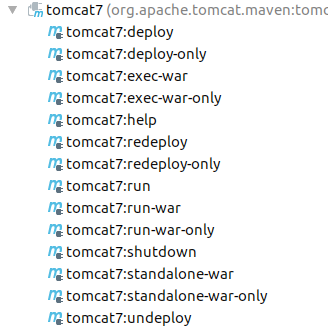 tomcat7 (org.apache.tomcat.maven:tomc
tomcat7:deploy
tomcat7:deploy-only
tomcat7:exec-war
tomcat7:exec-war-only
tomcat7:help
tomcat7:redeploy
tomcat7:redeploy-only
tomcat7:run
tomcat7:run-war
tomcat7:run-war-only
tomcat7:shutdown
tomcat7:standalone-war
tomcat7:standalone-war-only
tomcat7:undeploy